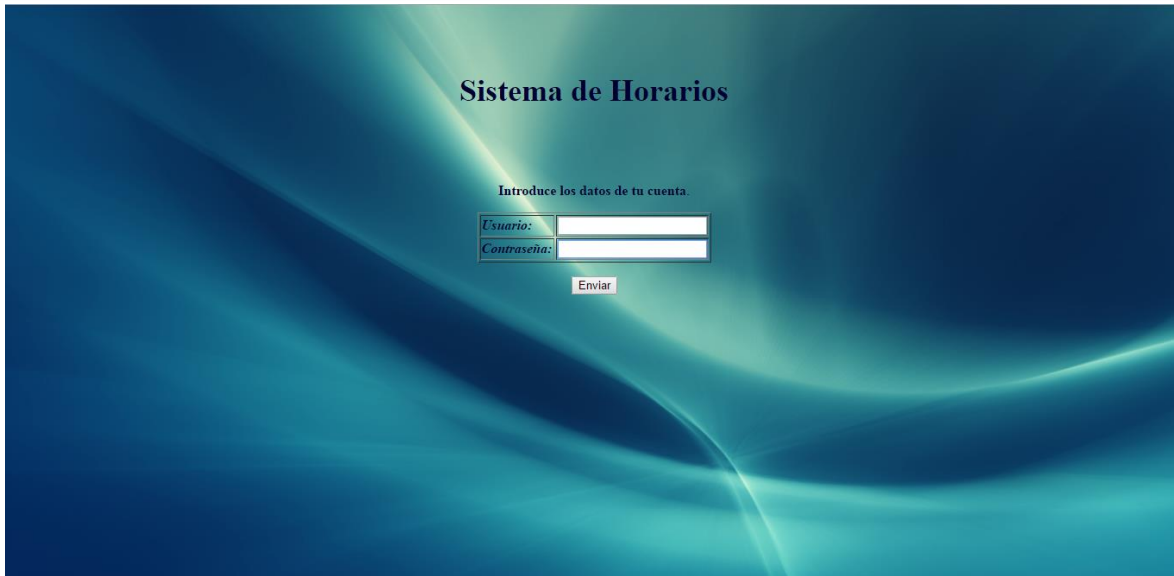 Sistema de Horarios
Introduce los datos de tu cuenta.
Usuario:
Contraseña:
Enviar